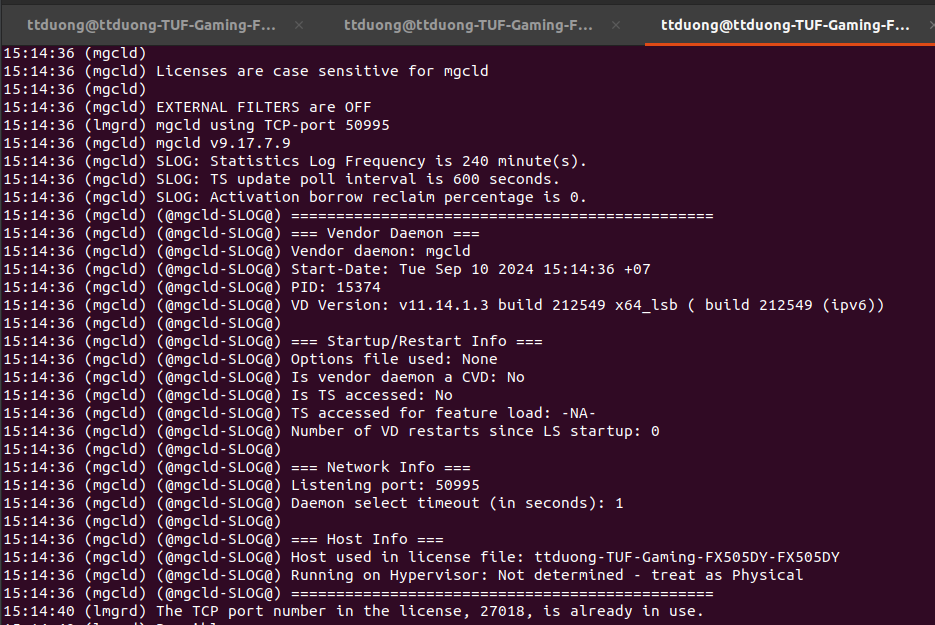 ttduong@ttduong-TUF-Gaming-F... × ttduong@ttduong-TUF-Gaming-F... × ttduong@ttduong-TUF-Gaming-F... ×
15:14:36 (mgcld)
15:14:36 (mgcld) Licenses are case sensitive for mgcld
15:14:36 (mgcld)
15:14:36 (mgcld) EXTERNAL FILTERS are OFF
15:14:36 (lmgrd) mgcld using TCP-port 50995
15:14:36 (mgcld) mgcld v9.17.7.9
15:14:36 (mgcld) SLOG: Statistics Log Frequency is 240 minute(s).
15:14:36 (mgcld) SLOG: TS update poll interval is 600 seconds.
15:14:36 (mgcld) SLOG: Activation borrow reclaim percentage is 0.
15:14:36 (mgcld) (@mgcld-SLOG@) ===============================================
15:14:36 (mgcld) (@mgcld-SLOG@) === Vendor Daemon ===
15:14:36 (mgcld) (@mgcld-SLOG@) Vendor daemon: mgcld
15:14:36 (mgcld) (@mgcld-SLOG@) Start-Date: Tue Sep 10 2024 15:14:36 +07
15:14:36 (mgcld) (@mgcld-SLOG@) PID: 15374
15:14:36 (mgcld) (@mgcld-SLOG@) VD Version: v11.14.1.3 build 212549 x64_lsb ( build 212549 (ipv6))
15:14:36 (mgcld) (@mgcld-SLOG@)
15:14:36 (mgcld) (@mgcld-SLOG@) === Startup/Restart Info ===
15:14:36 (mgcld) (@mgcld-SLOG@) Options file used: None
15:14:36 (mgcld) (@mgcld-SLOG@) Is vendor daemon a CVD: No
15:14:36 (mgcld) (@mgcld-SLOG@) Is TS accessed: No
15:14:36 (mgcld) (@mgcld-SLOG@) TS accessed for feature load: -NA-
15:14:36 (mgcld) (@mgcld-SLOG@) Number of VD restarts since LS startup: 0
15:14:36 (mgcld) (@mgcld-SLOG@)
15:14:36 (mgcld) (@mgcld-SLOG@) === Network Info ===
15:14:36 (mgcld) (@mgcld-SLOG@) Listening port: 50995
15:14:36 (mgcld) (@mgcld-SLOG@) Daemon select timeout (in seconds): 1
15:14:36 (mgcld) (@mgcld-SLOG@)
15:14:36 (mgcld) (@mgcld-SLOG@) === Host Info ===
15:14:36 (mgcld) (@mgcld-SLOG@) Host used in license file: ttduong-TUF-Gaming-FX505DY-FX505DY
15:14:36 (mgcld) (@mgcld-SLOG@) Running on Hypervisor: Not determined - treat as Physical
15:14:36 (mgcld) (@mgcld-SLOG@) ===============================================
15:14:40 (lmgrd) The TCP port number in the license, 27018, is already in use.